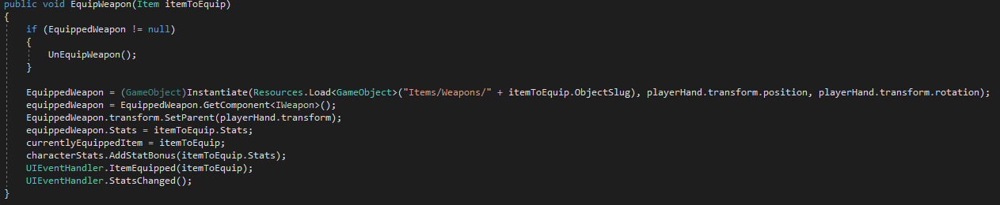 public void EquipWeapon(Item itemToEquip)
{
    if (EquippedWeapon != null)
    {
        UnEquipWeapon();
    }

    EquippedWeapon = (GameObject)Instantiate(Resources.Load<GameObject>("Items/Weapons/" + itemToEquip.ObjectSlug), playerHand.transform.position, playerHand.transform.rotation);
    equippedWeapon = EquippedWeapon.GetComponent<IWeapon>();
    EquippedWeapon.transform.SetParent(playerHand.transform);
    equippedWeapon.Stats = itemToEquip.Stats;
    currentlyEquippedItem = itemToEquip;
    characterStats.AddStatBonus(itemToEquip.Stats);
    UIEventHandler.ItemEquipped(itemToEquip);
    UIEventHandler.StatsChanged();
}